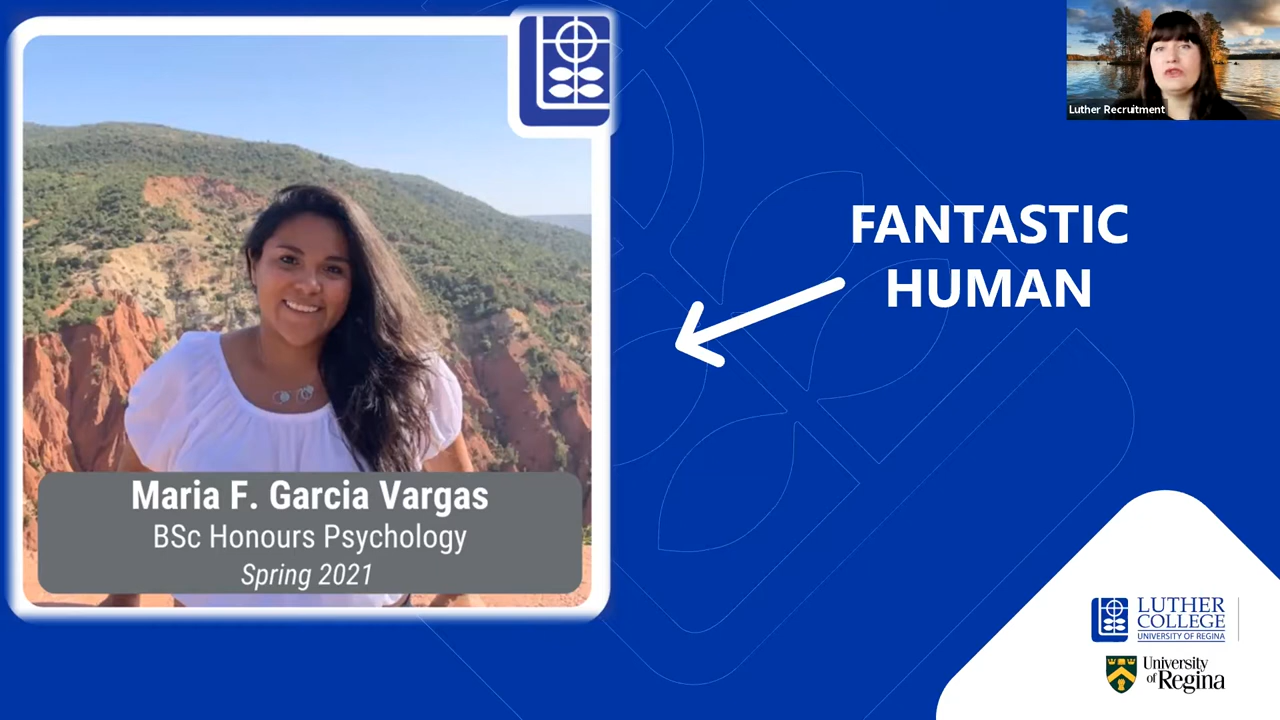 Luther Recruitment
FANTASTIC
HUMAN
Maria F. Garcia Vargas
BSc Honours Psychology
Spring 2021
LUTHER
COLLEGE
UNIVERSITY OF REGINA
University
of Regina